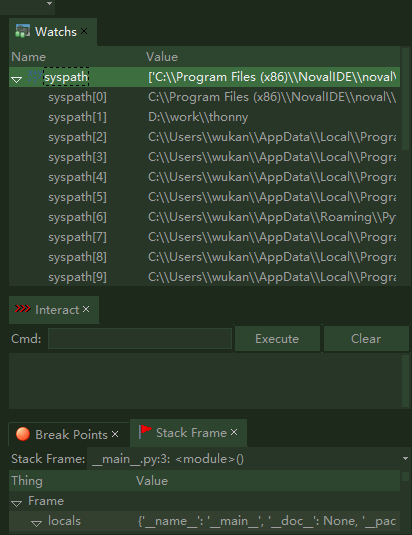 Watchs ×
Name Value
syspath ['C:\\Program Files (x86)\\NovalIDE\\noval\
syspath[0] C:\\Program Files (x86)\\NovalIDE\\noval\\
syspath[1] D:\\work\\thonny
syspath[2] C:\\Users\\wukan\\AppData\\Local\\Progra
syspath[3] C:\\Users\\wukan\\AppData\\Local\\Progra
syspath[4] C:\\Users\\wukan\\AppData\\Local\\Progra
syspath[5] C:\\Users\\wukan\\AppData\\Local\\Progra
syspath[6] C:\\Users\\wukan\\AppData\\Roaming\\Py
syspath[7] C:\\Users\\wukan\\AppData\\Local\\Progra
syspath[8] C:\\Users\\wukan\\AppData\\Local\\Progra
syspath[9] C:\\Users\\wukan\\AppData\\Local\\Progra
Interact ×
Cmd: Execute Clear
Break Points × Stack Frame ×
Stack Frame: __main__.py:3: <module>()
Thing Value
Frame
locals {'__name__': '__main__', '__doc__': None, '__pac